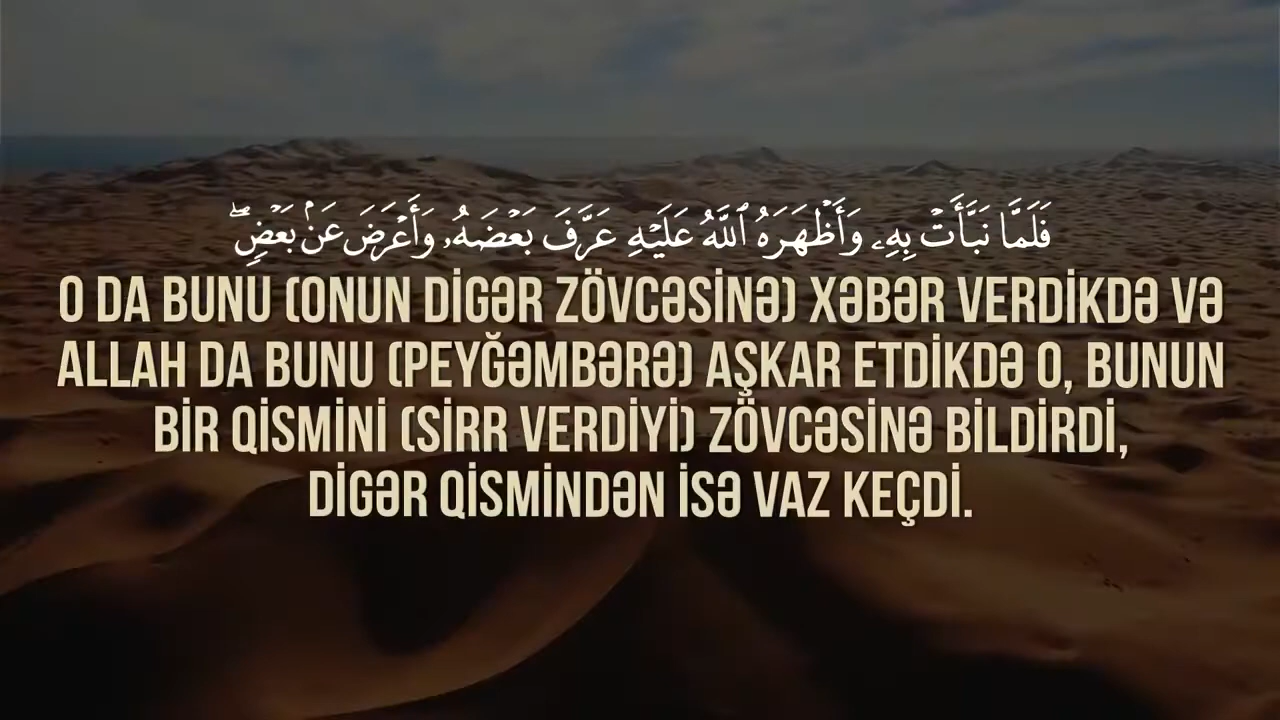 فَلَمَّا نَبَّأَتْ بِهِۦ وَأَظْهَرَهُ ٱللَّهُ عَلَيْهِ عَرَّفَ بَعْضَهُۥ وَأَعْرَضَ عَنۢ بَعْضٍۖ
O DA BUNU (ONUN DİGƏR ZÖVCƏSİNƏ) XƏBƏR VERDİKDƏ VƏ
ALLAH DA BUNU (PEYĞƏMBƏRƏ) AŞKAR ETDİKDƏ O, BUNUN
BİR QİSMİNİ (SİRR VERDİYİ) ZÖVCƏSİNƏ BİLDİRDİ,
DİGƏR QİSMİNDƏN İSƏ VAZ KEÇDİ.